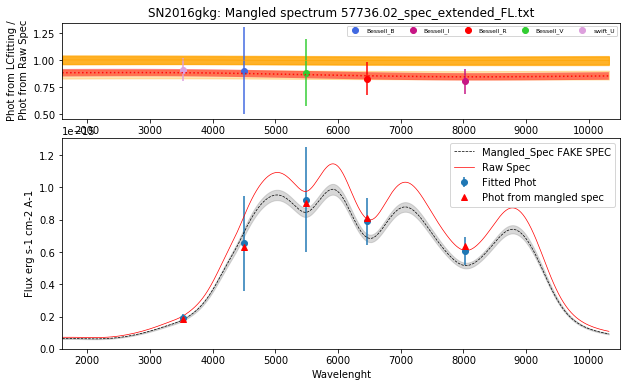 SN2016gkg: Mangled spectrum 57736.02_spec_extended_FL.txt
Phot from LCfitting /
Phot from Raw Spec
1.25
1.00
0.75
0.50
Bessell_B
Bessell_I
Bessell_R
Bessell_V
swift_U
2000 3000 4000 5000 6000 7000 8000 9000 10000
1e−15
Flux erg s-1 cm-2 A-1
1.2
1.0
0.8
0.6
0.4
0.2
0.0
Mangled_Spec FAKE SPEC
Raw Spec
Fitted Phot
Phot from mangled spec
2000 3000 4000 5000 6000 7000 8000 9000 10000
Wavelenght